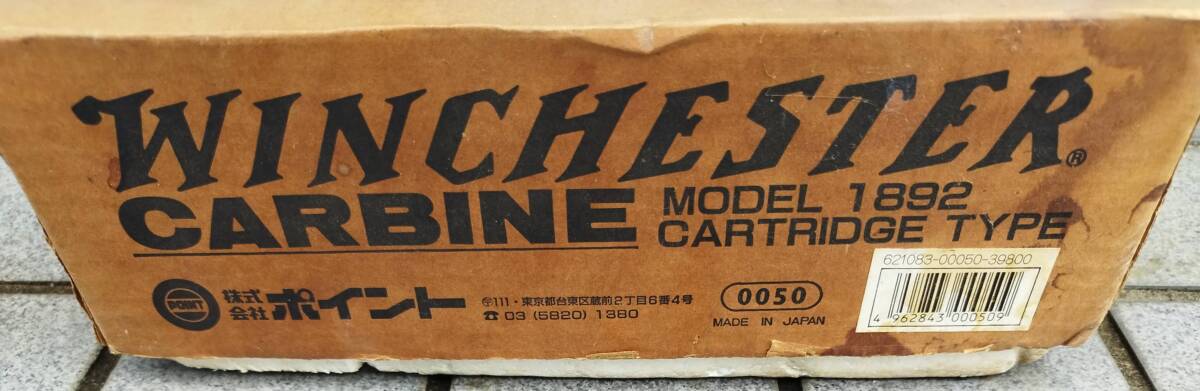 WINCHESTER®
CARBINE
MODEL 1892
CARTRIDGE TYPE
621083-00050-39800
4 962843 000509
POINT
株式会社 ポイント
〒111・東京都台東区蔵前2丁目6番4号
☎ 03 (5820) 1380
0050
MADE IN JAPAN